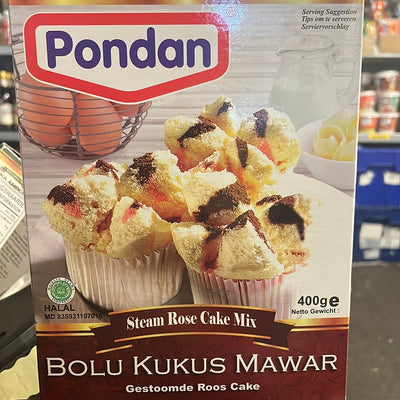 Serving Suggestion
Tips om te serveren
Serviervorschlag
Pondan
HALAL
400g e
Netto Gewicht :
Steam Rose Cake Mix
BOLU KUKUS MAWAR
Gestoomde Roos Cake